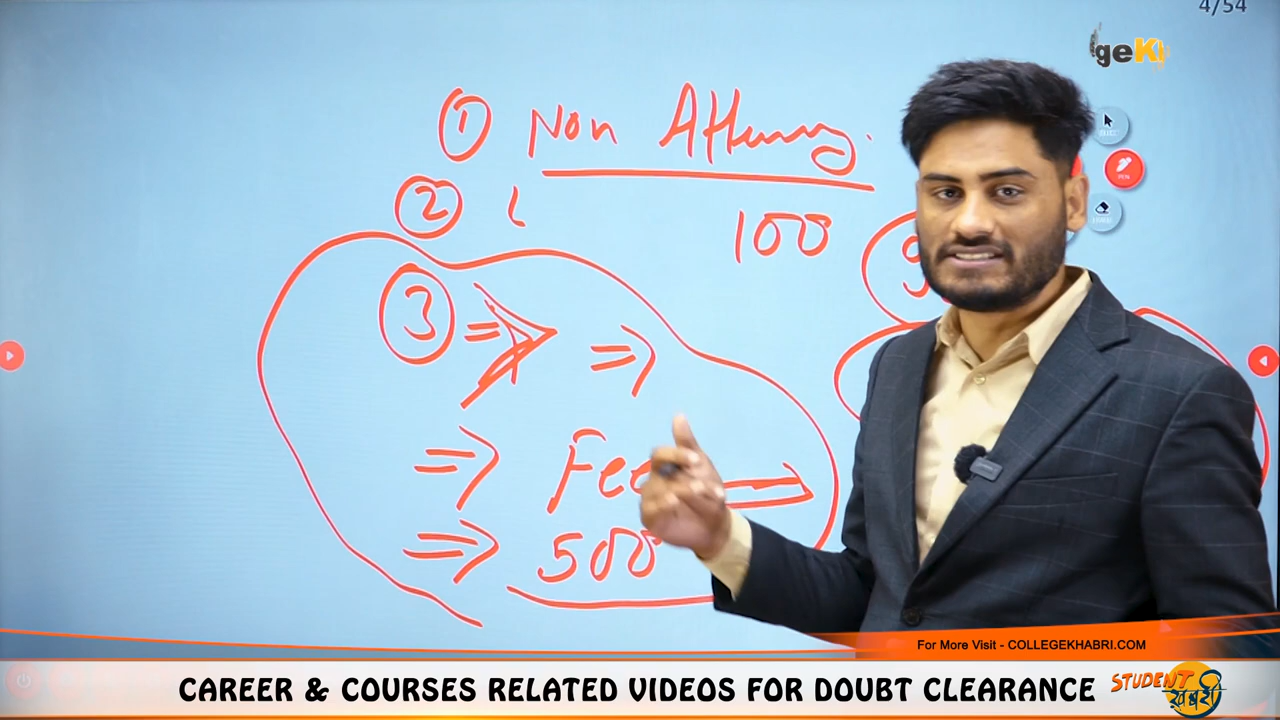 4/54
geK
① Non
②
100
③ ⇒ ⇒
⇒ Fee
⇒ 500
PEN
For More Visit - COLLEGEKHABRI.COM
CAREER & COURSES RELATED VIDEOS FOR DOUBT CLEARANCE
STUDENT
खबरी